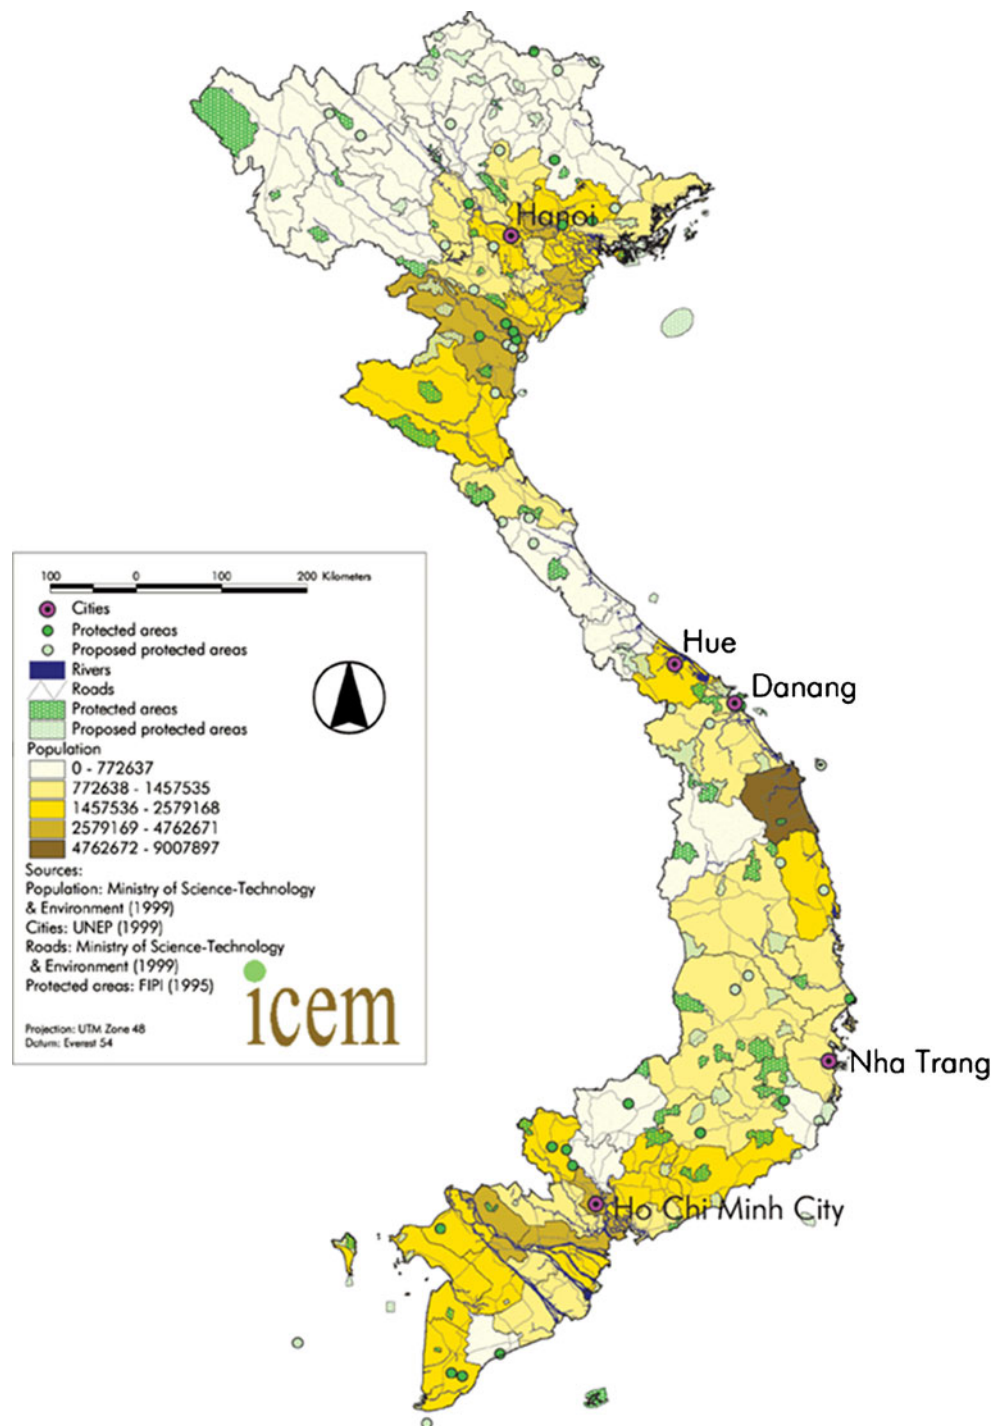 Hanoi
100 0 100 200 Kilometers
Cities
Protected areas
Proposed protected areas
Rivers
Roads
Protected areas
Proposed protected areas
Population
0 - 772637
772638 - 1457535
1457536 - 2579168
2579169 - 4762671
4762672 - 9007897
Sources:
Population: Ministry of Science-Technology
& Environment (1999)
Cities: UNEP (1999)
Roads: Ministry of Science-Technology
& Environment (1999)
Protected areas: FIPI (1995)
icem
Projection: UTM Zone 48
Datum: Everest 54
Hue
Danang
Nha Trang
Ho Chi Minh City